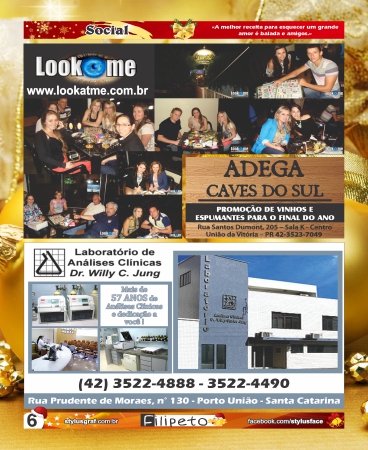 Social
«A melhor receita para esquecer um grande
amor é balada e amigos.»
Look@me
www.lookatme.com.br
ADEGA
CAVES DO SUL
PROMOÇÃO DE VINHOS E
ESPUMANTES PARA O FINAL DO ANO
Rua Santos Dumont, 205 – Sala K - Centro
União da Vitória – PR 42-3523-7049
Laboratório de
Análises Clínicas
Dr. Willy C. Jung
Mais de
57 ANOS de
Análises Clínicas
e dedicação a
você !
Laboratório
(42) 3522-4888 - 3522-4490
Rua Prudente de Moraes, n° 130 - Porto União - Santa Catarina
6
stylusgraf.com.br
Filipeto
facebook.com/stylusface